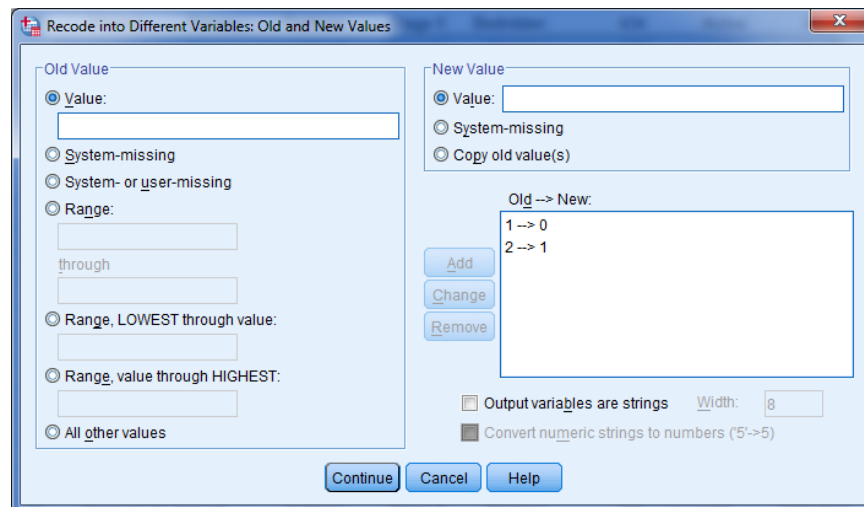 Recode into Different Variables: Old and New Values
Old Value
Value:
System-missing
System- or user-missing
Range:
through
Range, LOWEST through value:
Range, value through HIGHEST:
All other values
New Value
Value:
System-missing
Copy old value(s)
Old --> New:
1 --> 0
2 --> 1
Add
Change
Remove
Output variables are strings Width: 8
Convert numeric strings to numbers ('5'->5)
Continue Cancel Help